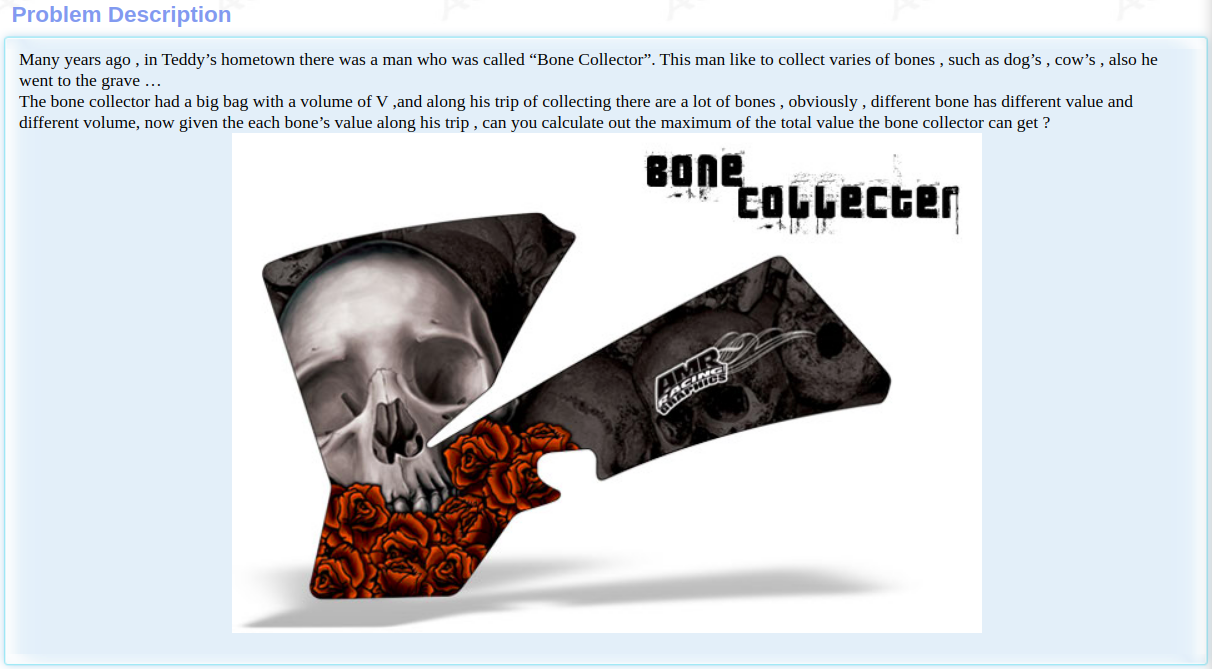 Problem Description
Many years ago , in Teddy’s hometown there was a man who was called “Bone Collector”. This man like to collect varies of bones , such as dog’s , cow’s , also he
went to the grave …
The bone collector had a big bag with a volume of V ,and along his trip of collecting there are a lot of bones , obviously , different bone has different value and
different volume, now given the each bone’s value along his trip , can you calculate out the maximum of the total value the bone collector can get ?
BONE
COLLECTER
AMR
RACING
GRAPHICS